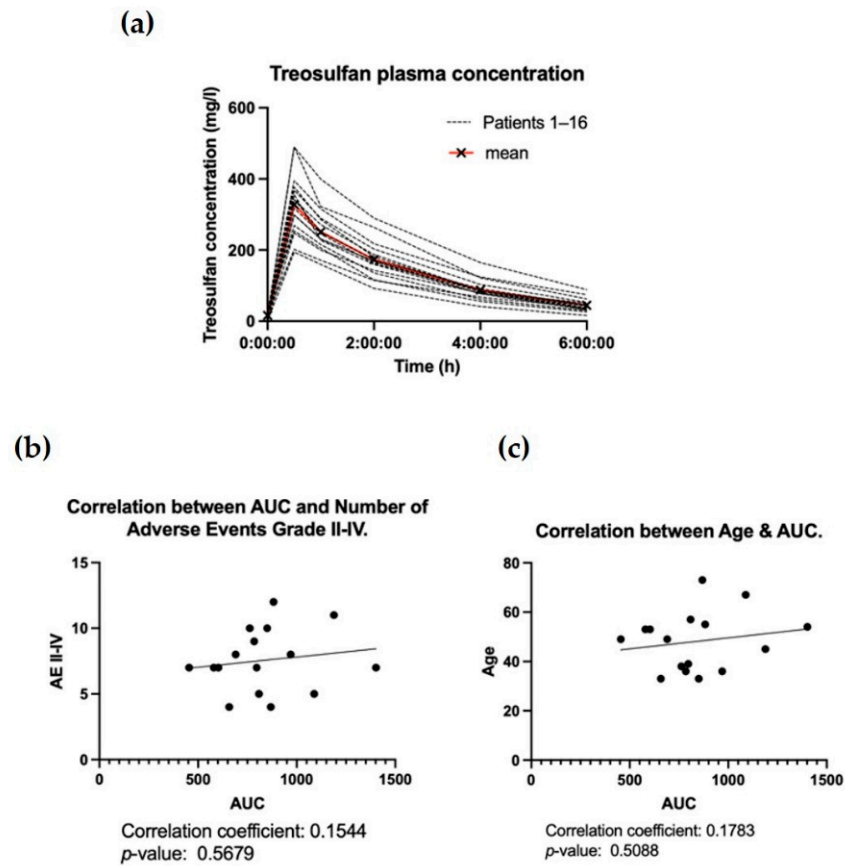 (a)
Treosulfan plasma concentration
Treosulfan concentration (mg/l)
600
400
200
0
Patients 1–16
mean
0:00:00 2:00:00 4:00:00 6:00:00
Time (h)
(b)
Correlation between AUC and Number of
Adverse Events Grade II-IV.
AE II-IV
15
10
5
0
0 500 1000 1500
AUC
Correlation coefficient: 0.1544
p-value: 0.5679
(c)
Correlation between Age & AUC.
Age
80
60
40
20
0
0 500 1000 1500
AUC
Correlation coefficient: 0.1783
p-value: 0.5088